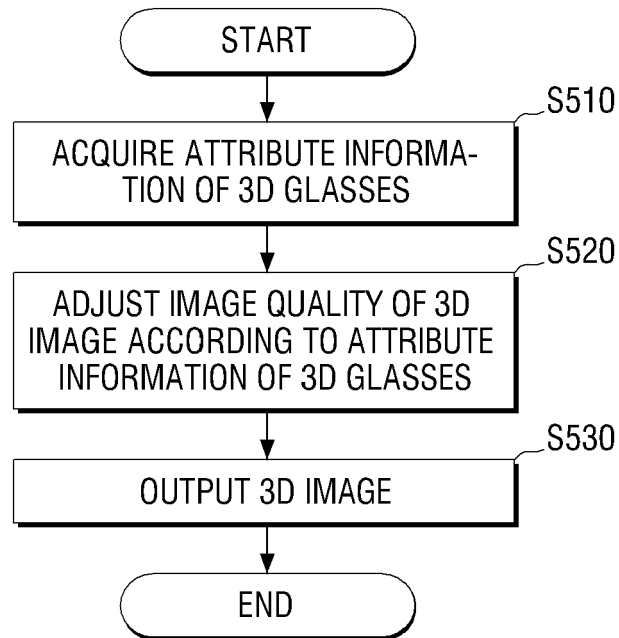 START
S510
ACQUIRE ATTRIBUTE INFORMA-
TION OF 3D GLASSES
S520
ADJUST IMAGE QUALITY OF 3D
IMAGE ACCORDING TO ATTRIBUTE
INFORMATION OF 3D GLASSES
S530
OUTPUT 3D IMAGE
END